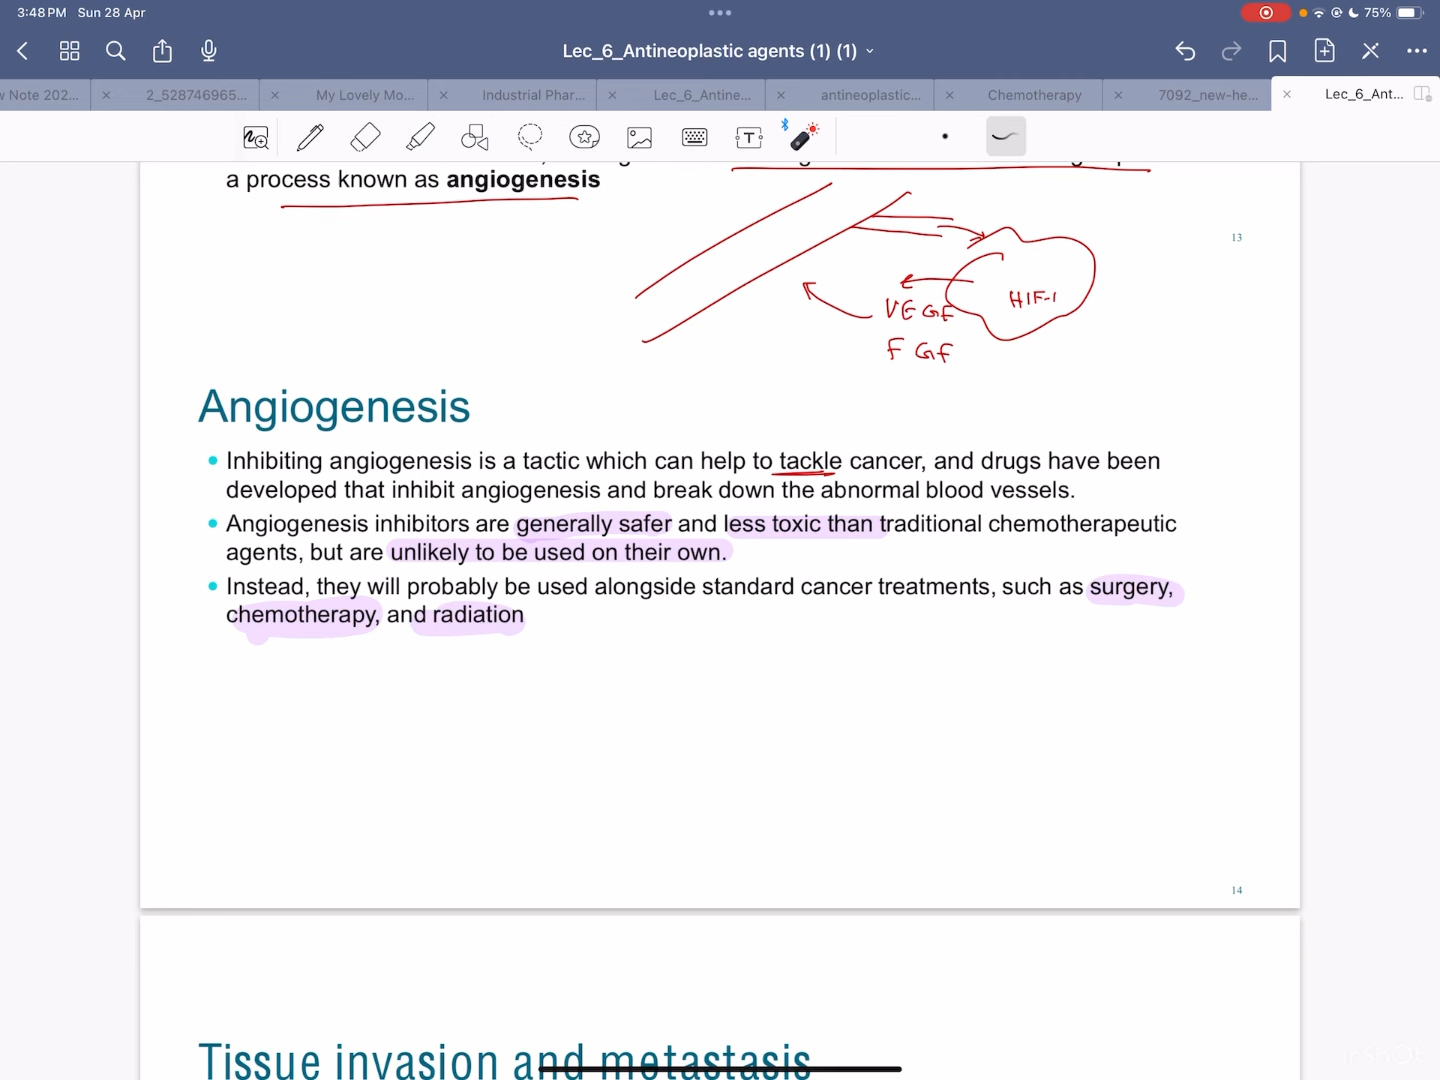 3:48 PM Sun 28 Apr
75%
Lec_6_Antineoplastic agents (1) (1)
w Note 202...
2_528746965...
My Lovely Mo...
Industrial Phar...
Lec_6_Antine...
antineoplastic...
Chemotherapy
7092_new-he...
Lec_6_Ant...
a process known as angiogenesis
13
HIF-1
VEGF
FGF
Angiogenesis
• Inhibiting angiogenesis is a tactic which can help to tackle cancer, and drugs have been
developed that inhibit angiogenesis and break down the abnormal blood vessels.
• Angiogenesis inhibitors are generally safer and less toxic than traditional chemotherapeutic
agents, but are unlikely to be used on their own.
• Instead, they will probably be used alongside standard cancer treatments, such as surgery,
chemotherapy, and radiation
14
Tissue invasion and metastasis